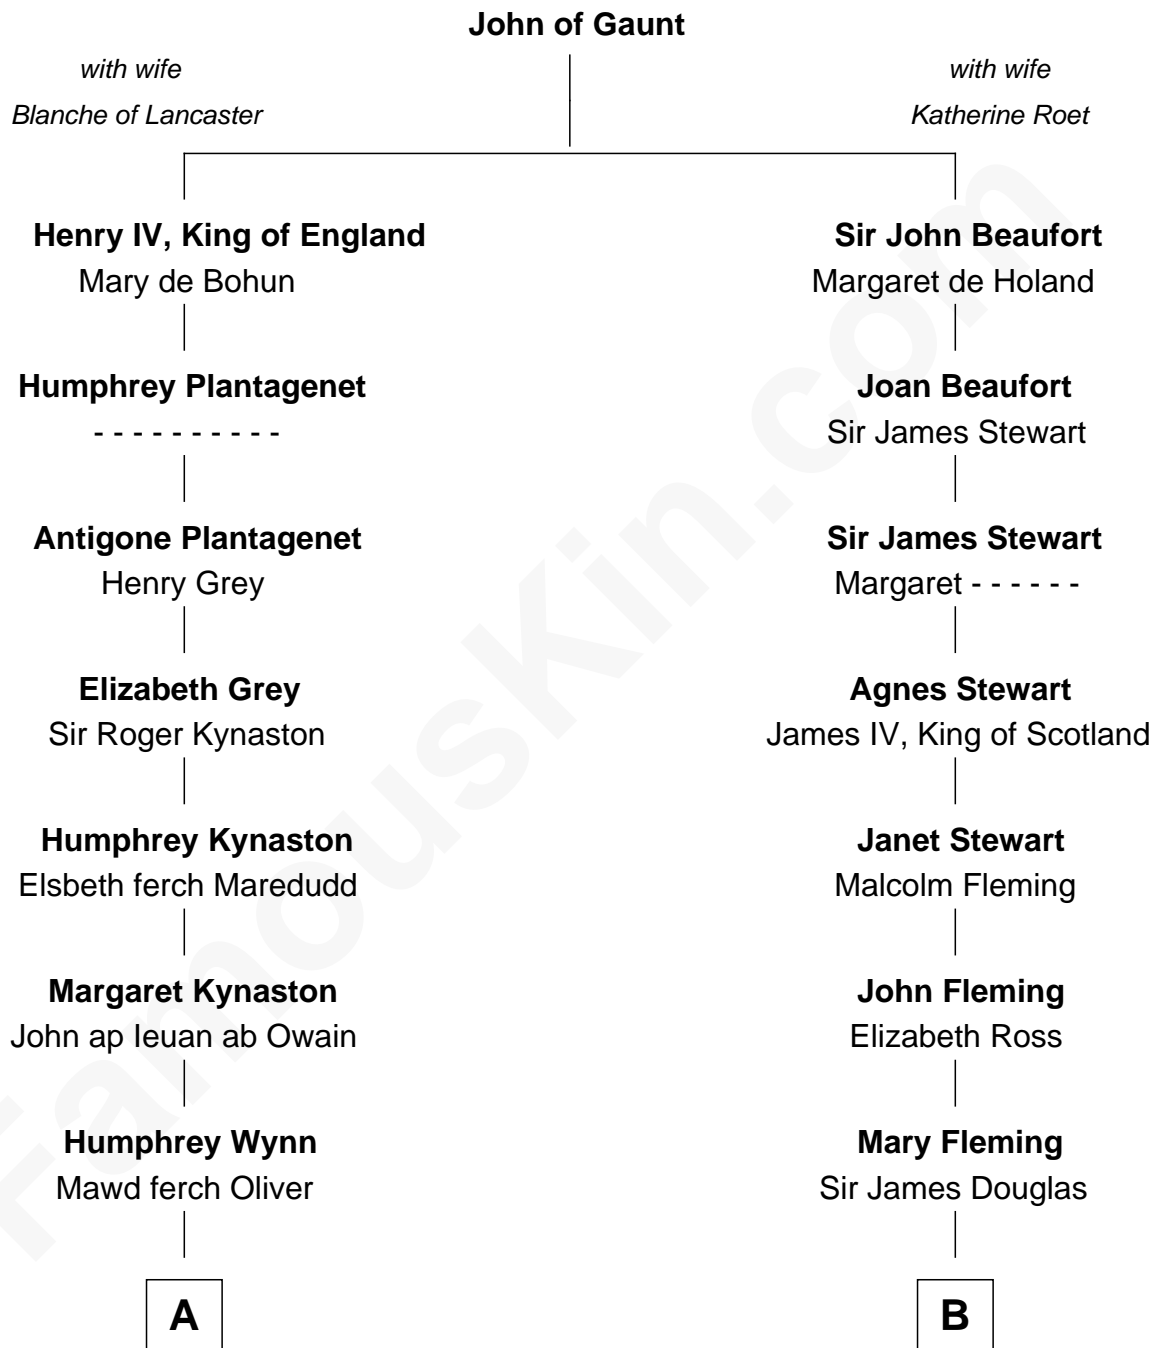 John of Gaunt
with wife
Blanche of Lancaster
with wife
Katherine Roet
Henry IV, King of England
Mary de Bohun
Sir John Beaufort
Margaret de Holand
Humphrey Plantagenet
- - - - - - - - - -
Joan Beaufort
Sir James Stewart
Antigone Plantagenet
Henry Grey
Sir James Stewart
Margaret - - - - - -
Elizabeth Grey
Sir Roger Kynaston
Agnes Stewart
James IV, King of Scotland
Humphrey Kynaston
Elsbeth ferch Maredudd
Janet Stewart
Malcolm Fleming
Margaret Kynaston
John ap Ieuan ab Owain
John Fleming
Elizabeth Ross
Humphrey Wynn
Mawd ferch Oliver
Mary Fleming
Sir James Douglas
A
B
FamousKin.com